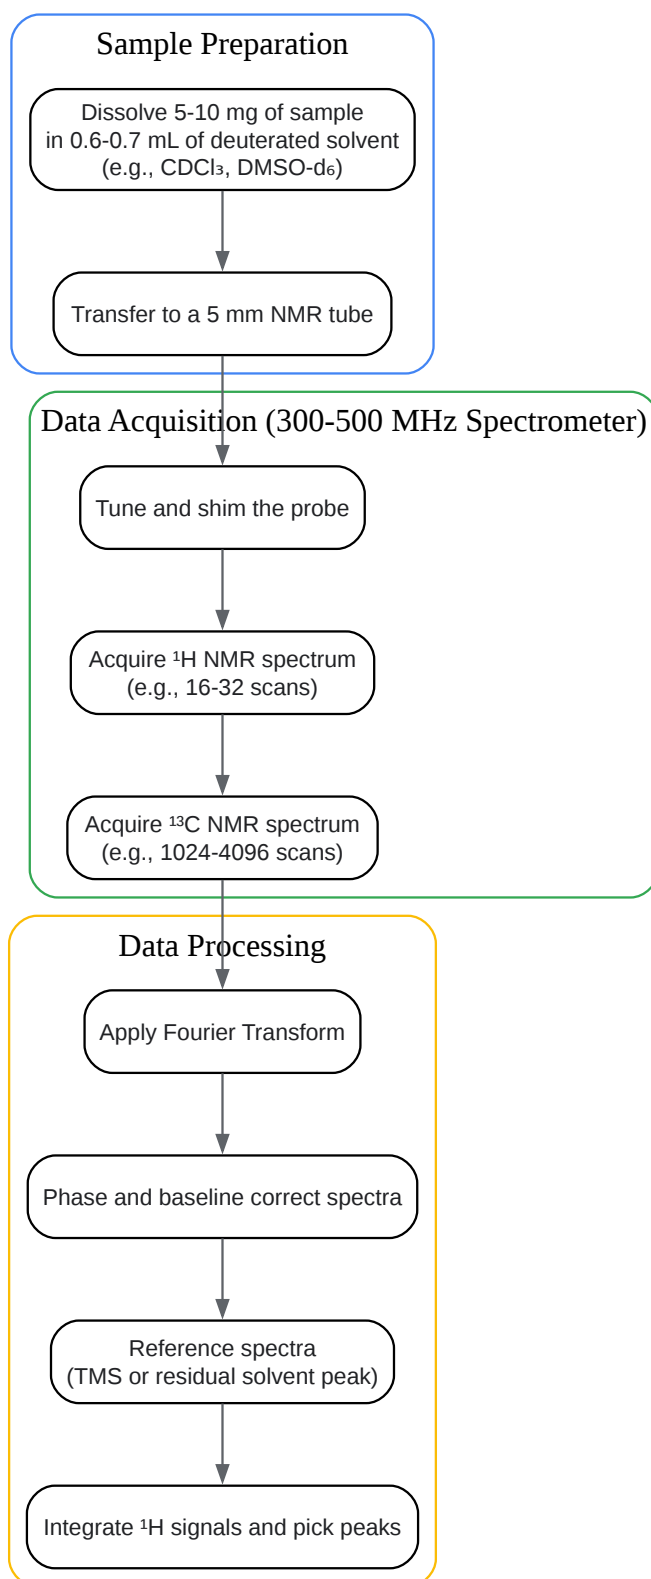 Sample Preparation
Dissolve 5-10 mg of sample
in 0.6-0.7 mL of deuterated solvent
(e.g., CDCl₃, DMSO-d₆)
Transfer to a 5 mm NMR tube
Data Acquisition (300-500 MHz Spectrometer)
Tune and shim the probe
Acquire ¹H NMR spectrum
(e.g., 16-32 scans)
Acquire ¹³C NMR spectrum
(e.g., 1024-4096 scans)
Data Processing
Apply Fourier Transform
Phase and baseline correct spectra
Reference spectra
(TMS or residual solvent peak)
Integrate ¹H signals and pick peaks